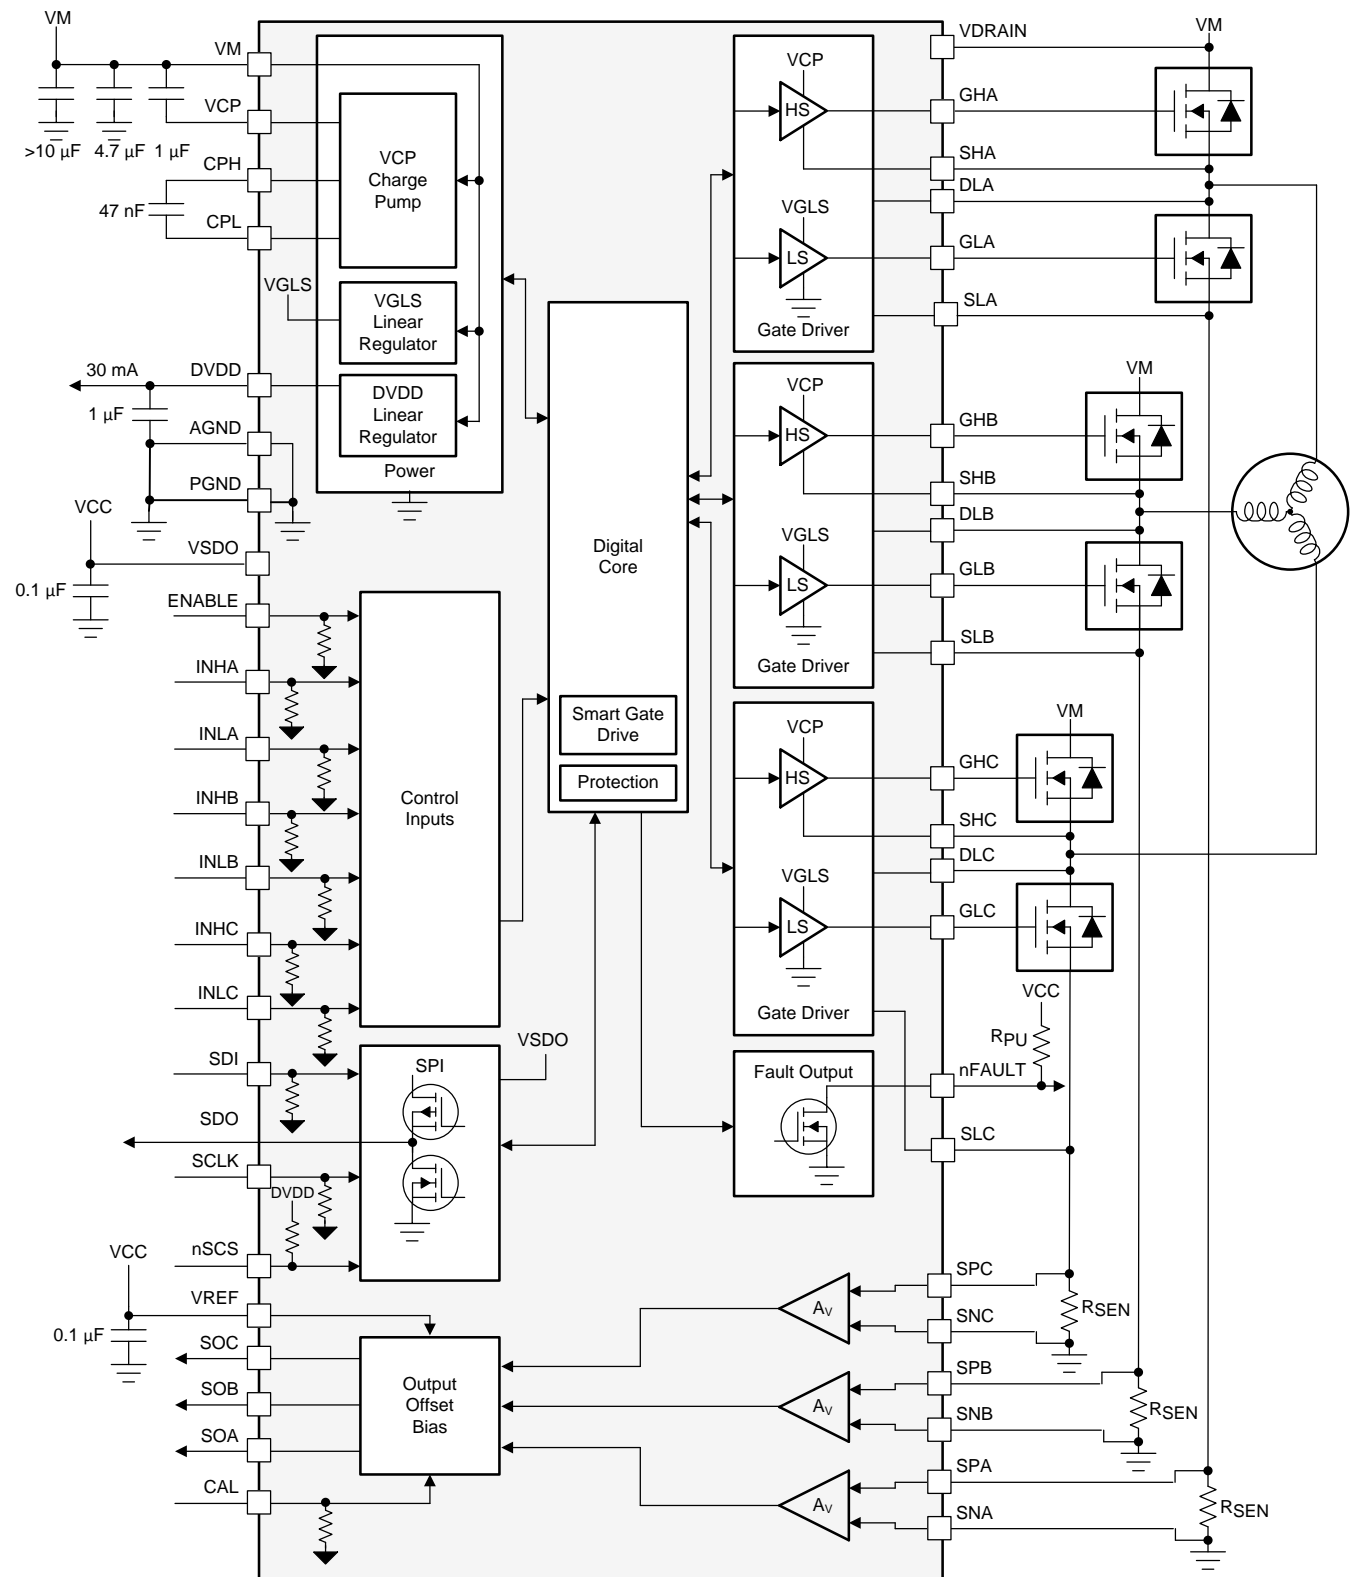 VM
VM
VCP
>10 µF
4.7 µF
1 µF
CPH
47 nF
CPL
VCP
Charge
Pump
VGLS
VGLS
Linear
Regulator
30 mA
DVDD
1 µF
DVDD
Linear
Regulator
AGND
Power
PGND
VCC
VSDO
0.1 µF
ENABLE
INHA
INLA
INHB
INLB
INHC
INLC
Control
Inputs
SDI
SDO
SCLK
DVDD
nSCS
SPI
VSDO
VCC
VREF
0.1 µF
SOC
SOB
SOA
CAL
Output
Offset
Bias
Digital
Core
Smart Gate
Drive
Protection
VCP
HS
VGLS
LS
Gate Driver
VCP
HS
VGLS
LS
Gate Driver
VCP
HS
VGLS
LS
Gate Driver
Fault Output
AV
AV
AV
VDRAIN
VM
GHA
SHA
DLA
GLA
SLA
VM
GHB
SHB
DLB
GLB
SLB
VM
GHC
SHC
DLC
GLC
VCC
RPU
nFAULT
SLC
SPC
SNC
RSEN
SPB
SNB
RSEN
SPA
SNA
RSEN